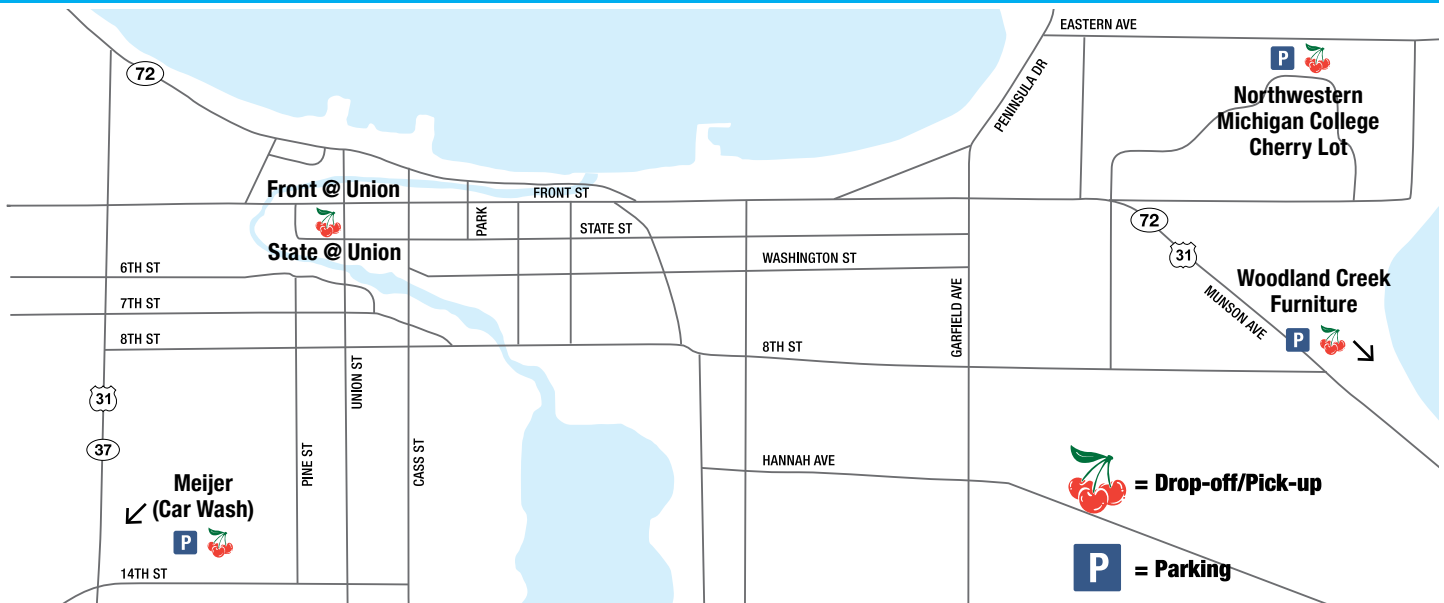 EASTERN AVE
72
P
PENINSULA DR
Northwestern
Michigan College
Cherry Lot
Front @ Union
FRONT ST
PARK
STATE ST
72
State @ Union
31
6TH ST
WASHINGTON ST
Woodland Creek
Furniture
7TH ST
MUNSON AVE
GARFIELD AVE
8TH ST
8TH ST
P
UNION ST
31
37
PINE ST
CASS ST
HANNAH AVE
Meijer
(Car Wash)
P
= Drop-off/Pick-up
14TH ST
P
= Parking